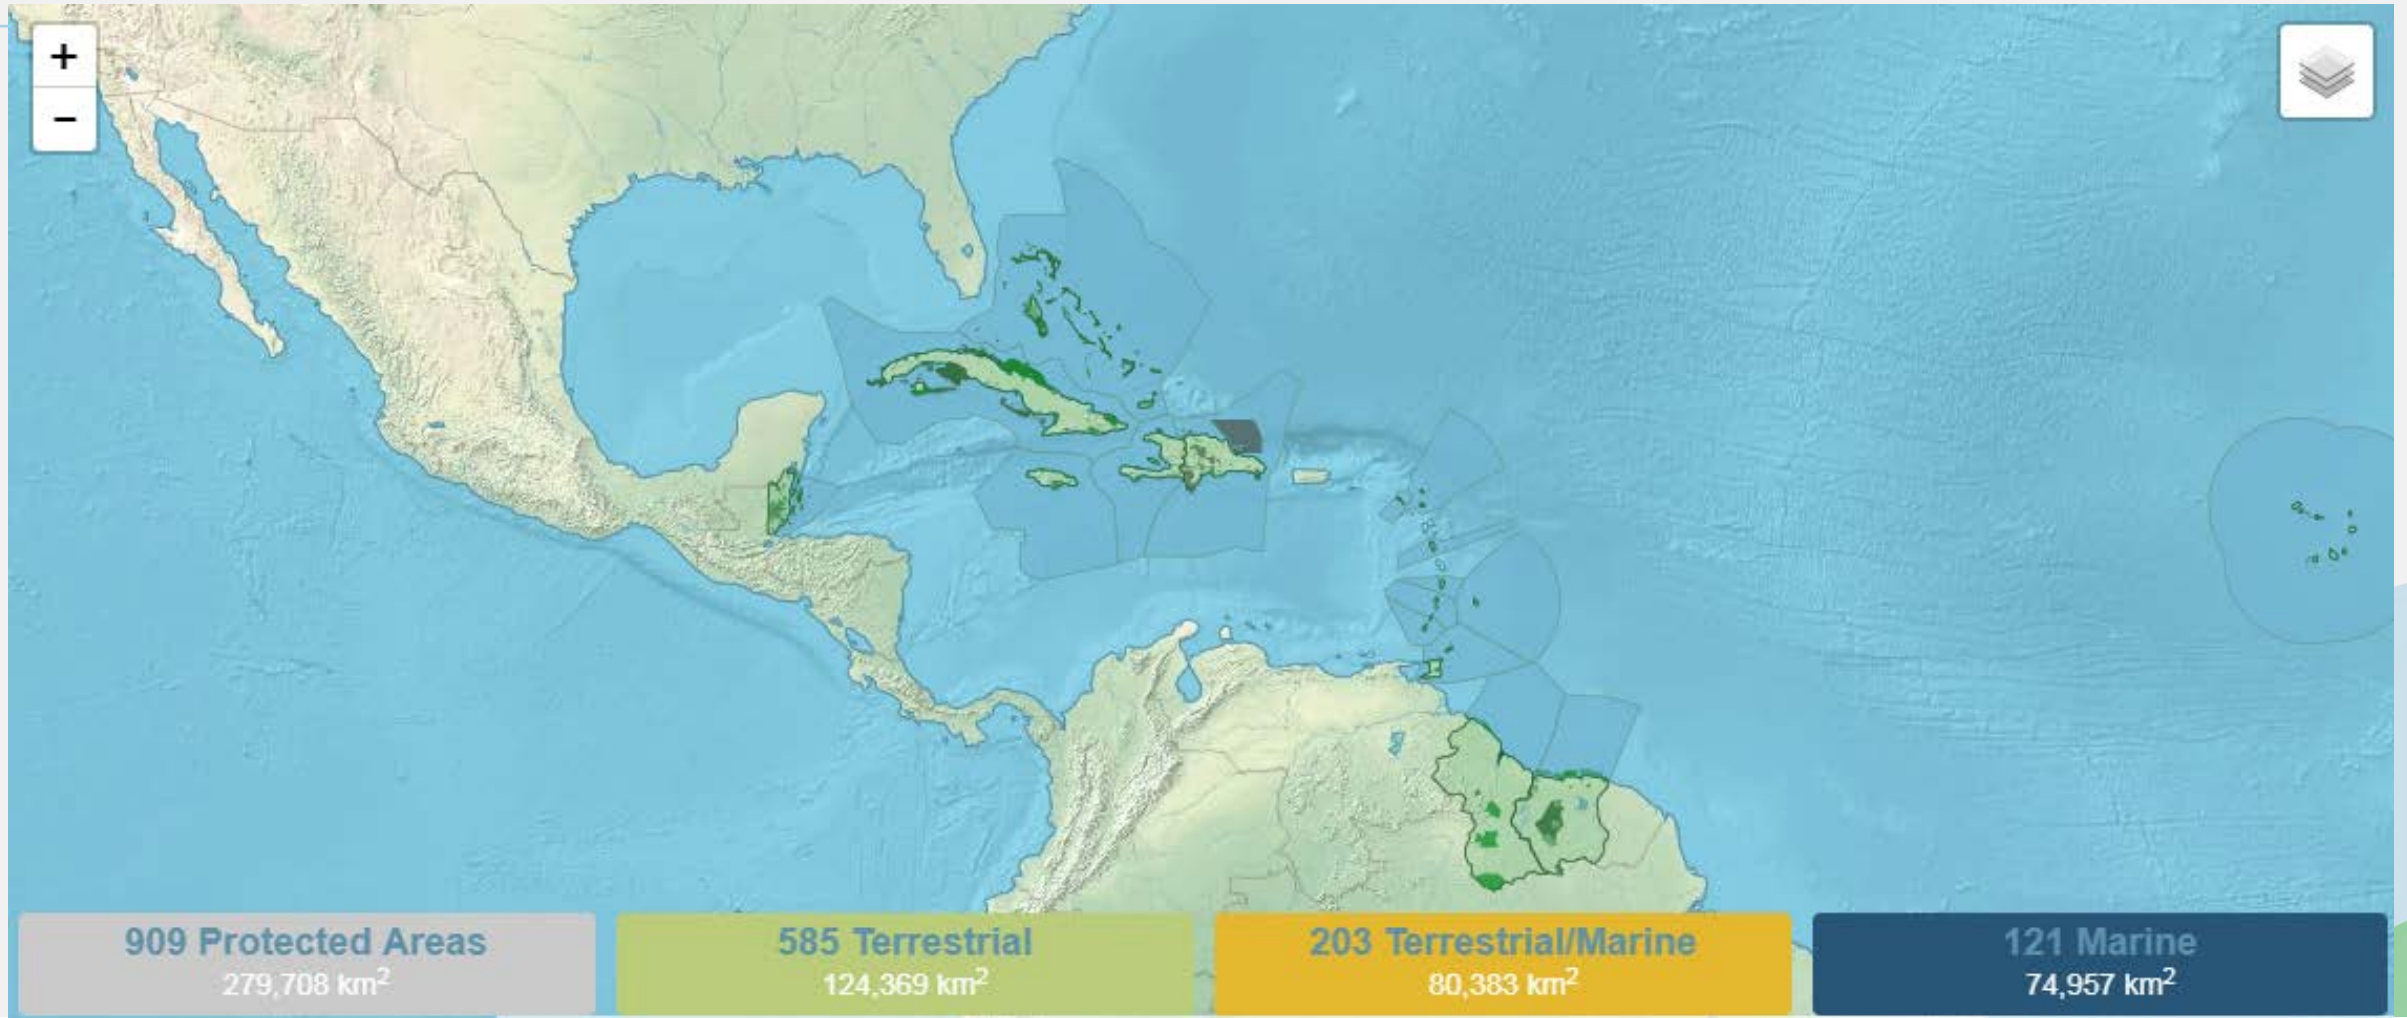 +
−
909 Protected Areas
279,708 km²
585 Terrestrial
124,369 km²
203 Terrestrial/Marine
80,383 km²
121 Marine
74,957 km²